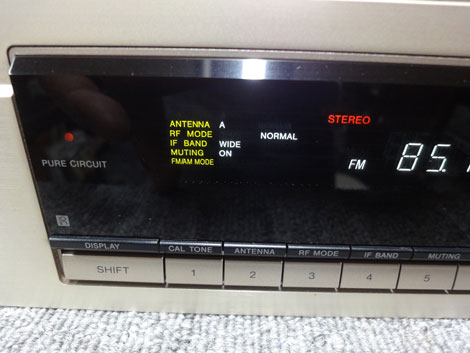 ANTENNA A
RF MODE NORMAL
IF BAND WIDE
MUTING ON
FM/AM MODE
STEREO
FM 85.
PURE CIRCUIT
R
DISPLAY CAL TONE ANTENNA RF MODE IF BAND MUTING
SHIFT 1 2 3 4 5